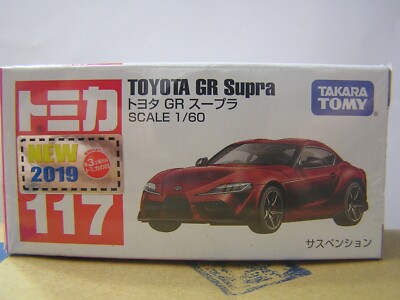 トミカ
NEW
2019
117
TOYOTA GR Supra
トヨタ GR スープラ
SCALE 1/60
TAKARA
TOMY
サスペンション